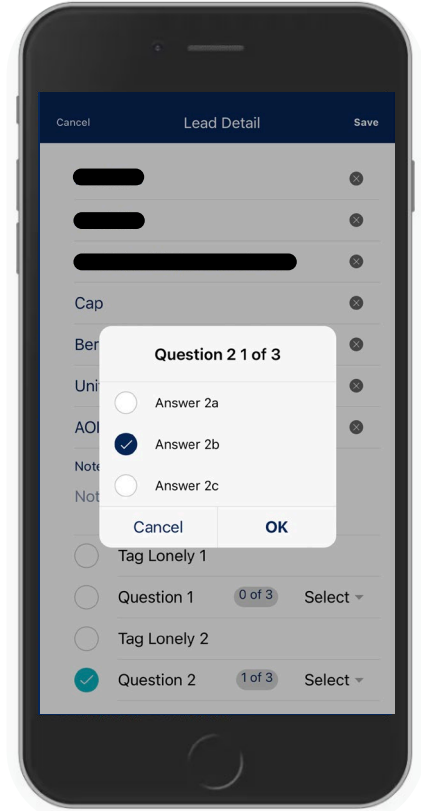 Cancel Lead Detail Save
Cap
Ber
Uni
AOI
Note
Not
Question 2 1 of 3
Answer 2a
Answer 2b
Answer 2c
Cancel OK
Tag Lonely 1
Question 1 0 of 3 Select
Tag Lonely 2
Question 2 1 of 3 Select